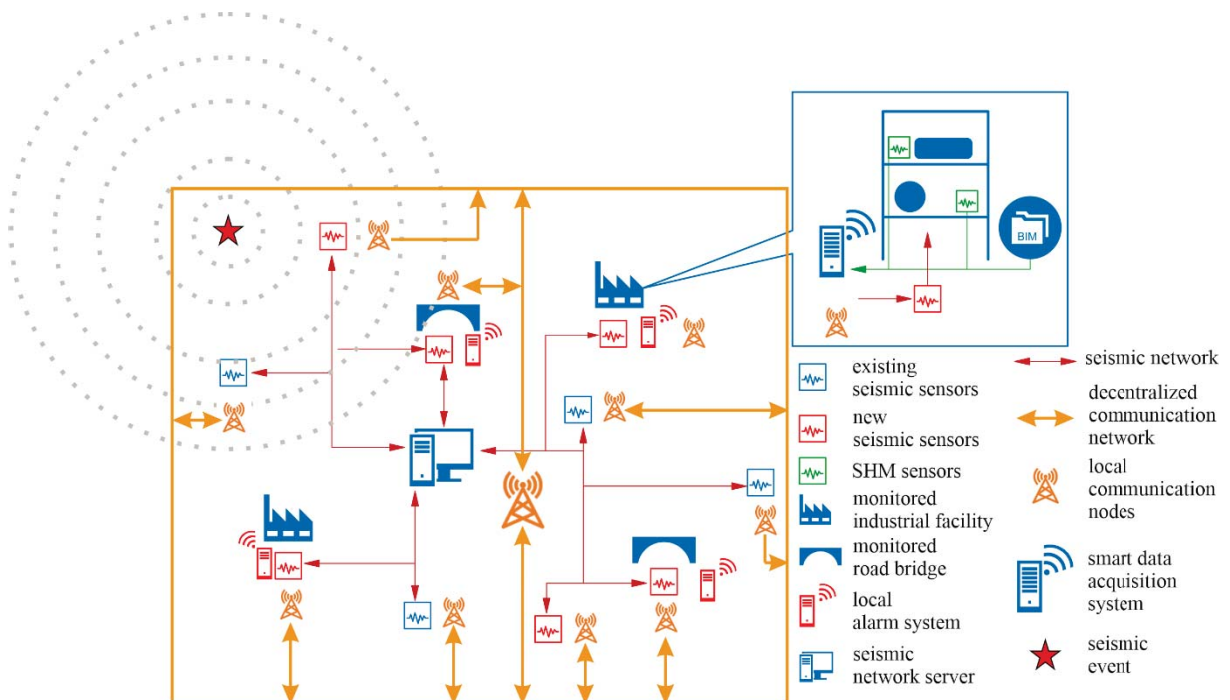 BIM
existing
seismic sensors
new
seismic sensors
SHM sensors
monitored
industrial facility
monitored
road bridge
local
alarm system
seismic
network server
seismic network
decentralized
communication
network
local
communication
nodes
smart data
acquisition
system
seismic
event